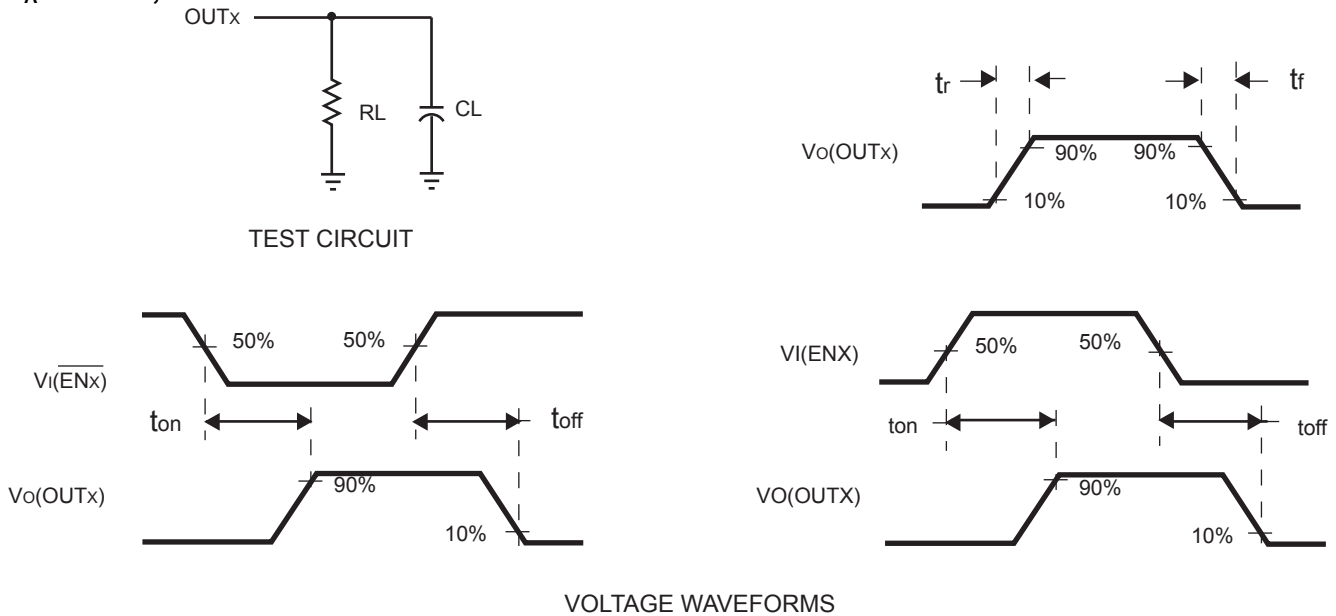 OUTx
RL
CL
TEST CIRCUIT
tr
tf
VO(OUTx)
90%
90%
10%
10%
VI(ENx)
50%
50%
ton
toff
VO(OUTx)
90%
10%
VI(ENX)
50%
50%
ton
toff
VO(OUTX)
90%
10%
VOLTAGE WAVEFORMS